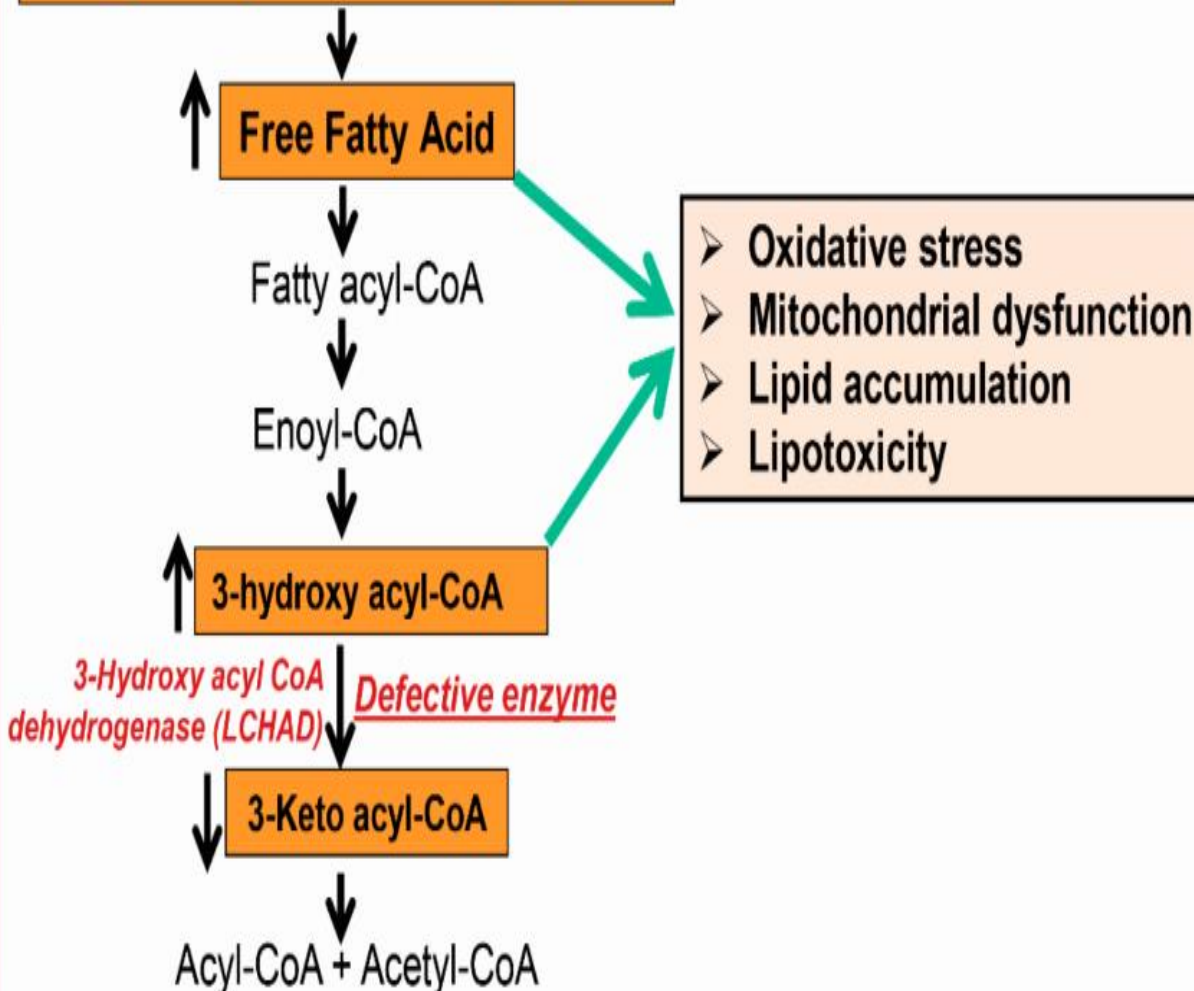 Free Fatty Acid
Fatty acyl-CoA
Enoyl-CoA
3-hydroxy acyl-CoA
3-Hydroxy acyl CoA
dehydrogenase (LCHAD)
Defective enzyme
3-Keto acyl-CoA
Acyl-CoA + Acetyl-CoA
➢ Oxidative stress
➢ Mitochondrial dysfunction
➢ Lipid accumulation
➢ Lipotoxicity